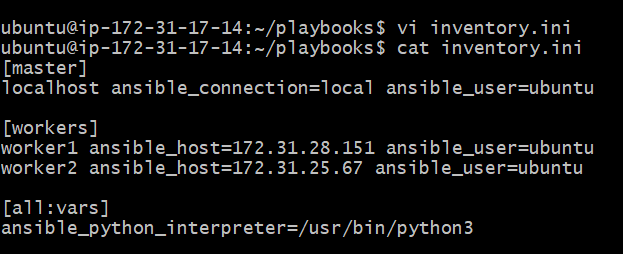 ubuntu@ip-172-31-17-14:~/playbooks$ vi inventory.ini
ubuntu@ip-172-31-17-14:~/playbooks$ cat inventory.ini
[master]
localhost ansible_connection=local ansible_user=ubuntu

[workers]
worker1 ansible_host=172.31.28.151 ansible_user=ubuntu
worker2 ansible_host=172.31.25.67 ansible_user=ubuntu

[all:vars]
ansible_python_interpreter=/usr/bin/python3